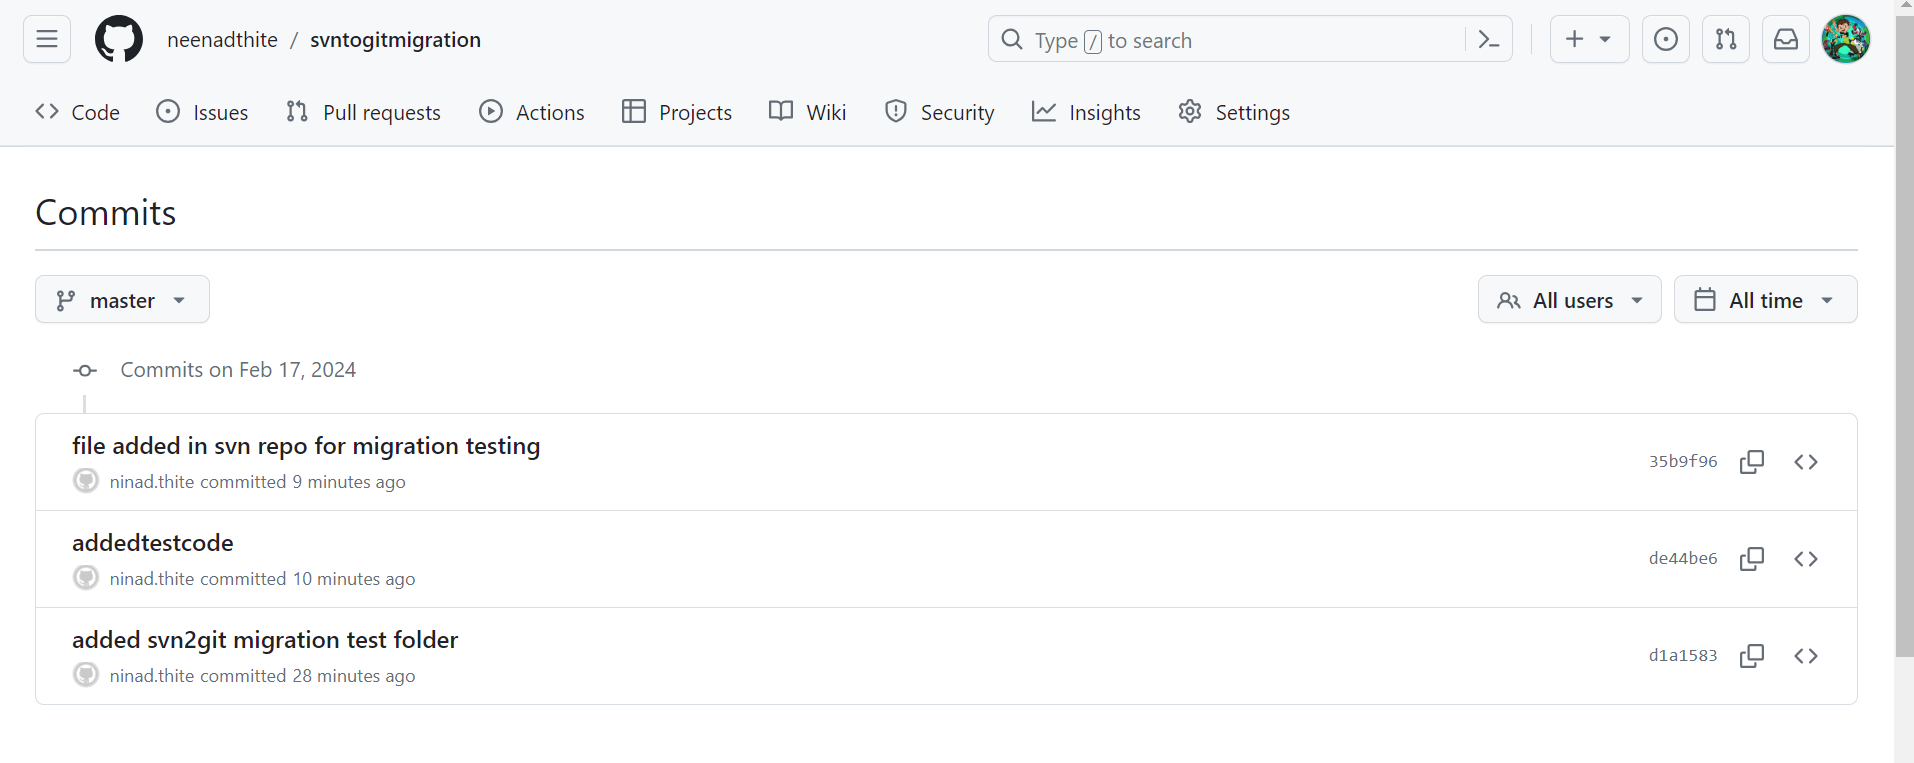 neenadthite / svntogitmigration
Type / to search
Code Issues Pull requests Actions Projects Wiki Security Insights Settings
Commits
master
All users All time
Commits on Feb 17, 2024
file added in svn repo for migration testing
ninad.thite committed 9 minutes ago
35b9f96
addedtestcode
ninad.thite committed 10 minutes ago
de44be6
added svn2git migration test folder
ninad.thite committed 28 minutes ago
d1a1583